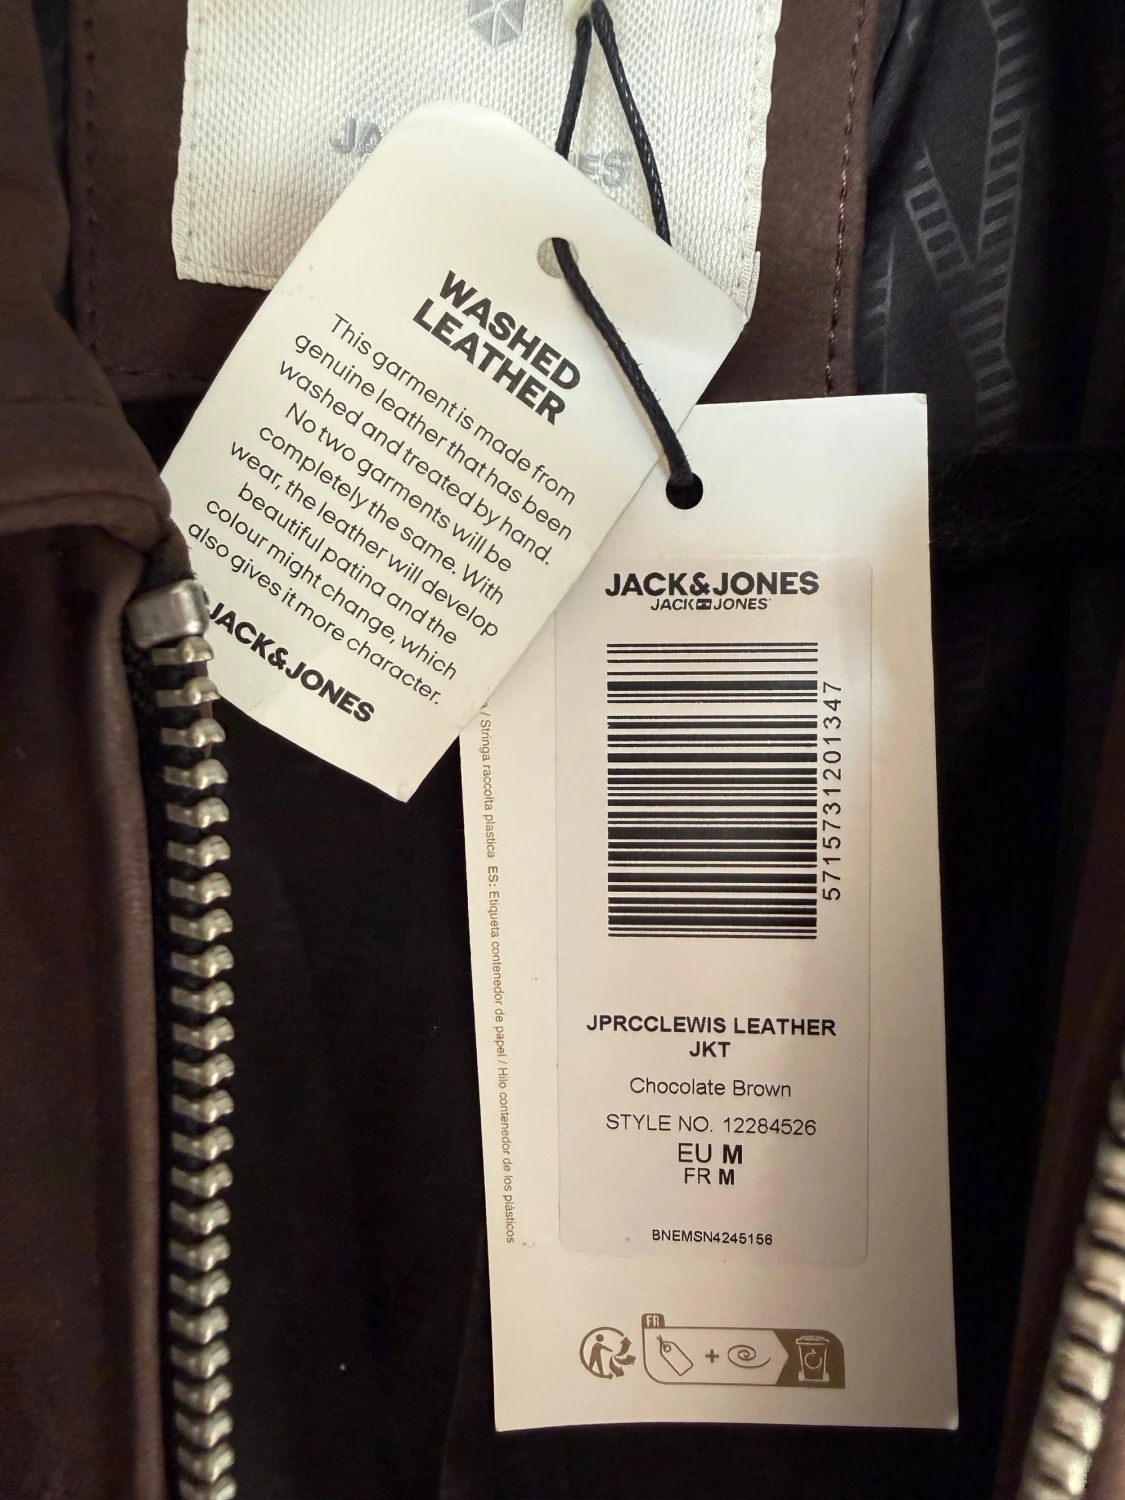 WASHED
LEATHER
This garment is made from
genuine leather that has been
washed and treated by hand.
No two garments will be
completely the same. With
wear, the leather will develop
beautiful patina and the
colour might change, which
also gives it more character.
JACK&JONES
JACK&JONES
JACK JONES
5715731201347
JPRCCLEWIS LEATHER
JKT
Chocolate Brown
STYLE NO. 12284526
EU M
FR M
BNEMSN4245156
/ Stringa raccolta plastica ES: Etiqueta contenedor de papel / Hilo contenedor de los plásticos
FR
+